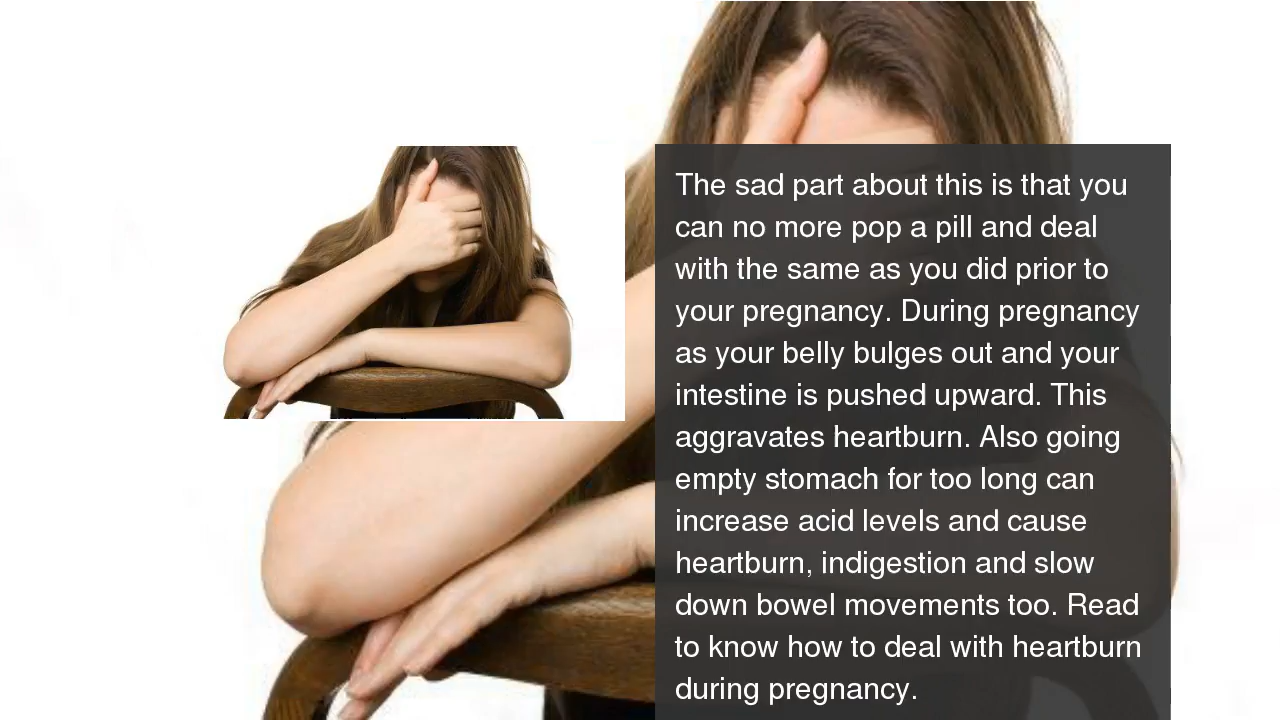 The sad part about this is that you
can no more pop a pill and deal
with the same as you did prior to
your pregnancy. During pregnancy
as your belly bulges out and your
intestine is pushed upward. This
aggravates heartburn. Also going
empty stomach for too long can
increase acid levels and cause
heartburn, indigestion and slow
down bowel movements too. Read
to know how to deal with heartburn
during pregnancy.